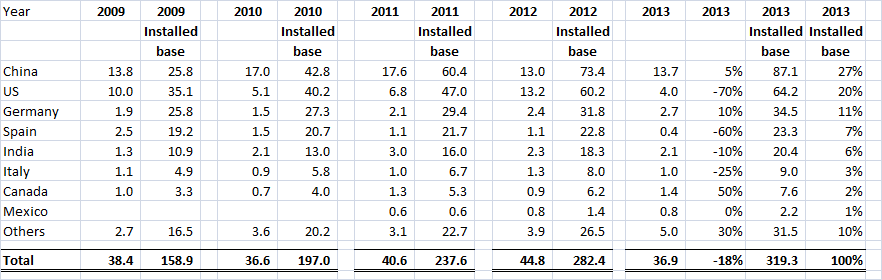 Year 2009 2009 2010 2010 2011 2011 2012 2012 2013 2013 2013 2013
Installed Installed Installed Installed Installed Installed
base base base base base base
China 13.8 25.8 17.0 42.8 17.6 60.4 13.0 73.4 13.7 5% 87.1 27%
US 10.0 35.1 5.1 40.2 6.8 47.0 13.2 60.2 4.0 -70% 64.2 20%
Germany 1.9 25.8 1.5 27.3 2.1 29.4 2.4 31.8 2.7 10% 34.5 11%
Spain 2.5 19.2 1.5 20.7 1.1 21.7 1.1 22.8 0.4 -60% 23.3 7%
India 1.3 10.9 2.1 13.0 3.0 16.0 2.3 18.3 2.1 -10% 20.4 6%
Italy 1.1 4.9 0.9 5.8 1.0 6.7 1.3 8.0 1.0 -25% 9.0 3%
Canada 1.0 3.3 0.7 4.0 1.3 5.3 0.9 6.2 1.4 50% 7.6 2%
Mexico 0.6 0.6 0.8 1.4 0.8 0% 2.2 1%
Others 2.7 16.5 3.6 20.2 3.1 22.7 3.9 26.5 5.0 30% 31.5 10%
Total 38.4 158.9 36.6 197.0 40.6 237.6 44.8 282.4 36.9 -18% 319.3 100%